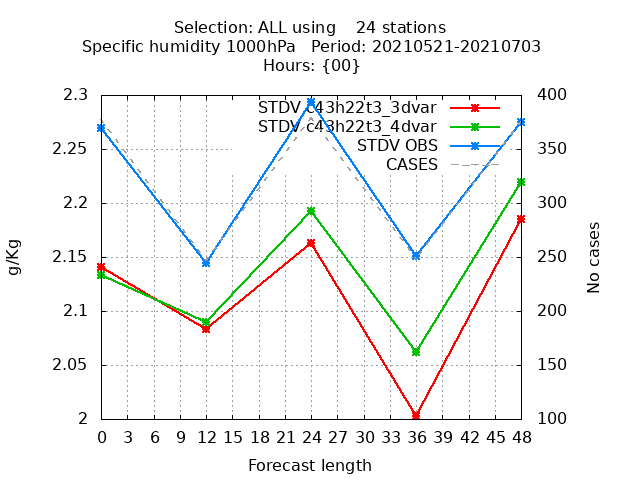 Selection: ALL using 24 stations
Specific humidity 1000hPa Period: 20210521-20210703
Hours: {00}
2.3
2.25
2.2
2.15
2.1
2.05
2
g/Kg
STDV c43h22t3_3dvar
STDV c43h22t3_4dvar
STDV OBS
CASES
400
350
300
250
200
150
100
No cases
0 3 6 9 12 15 18 21 24 27 30 33 36 39 42 45 48
Forecast length